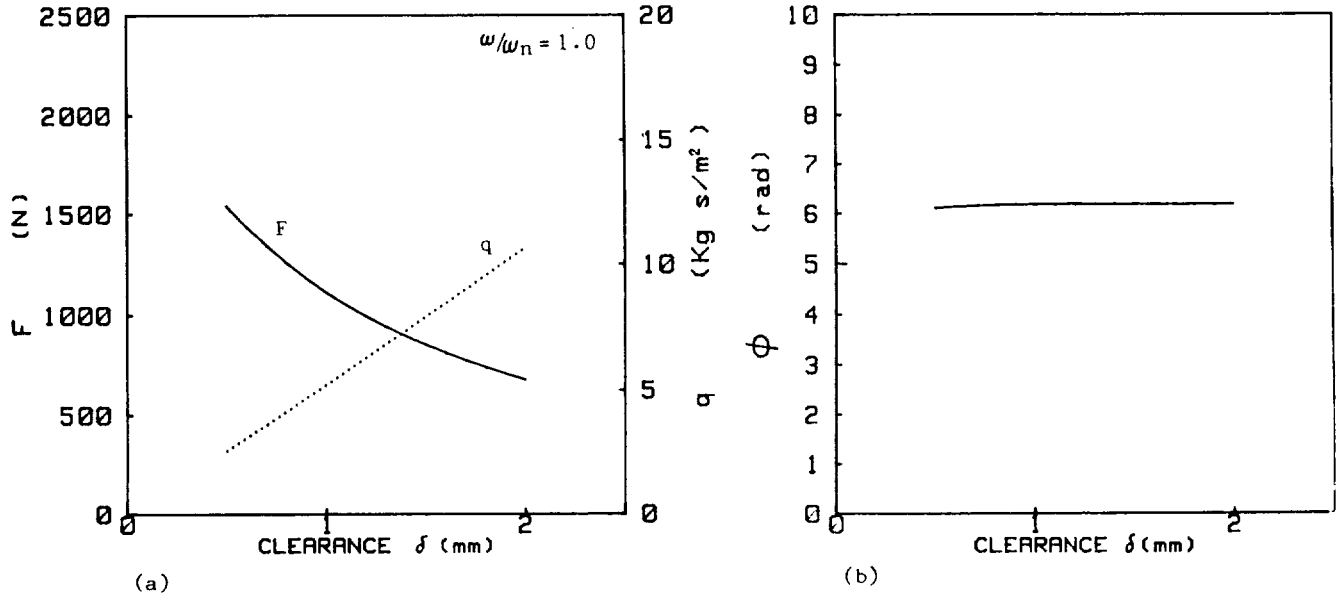 2500
2000
1500
1000
500
0
F (N)
20
15
10
5
0
q (Kg s/m²)
ω/ωn = 1.0
F
q
0 1 2
CLEARANCE δ (mm)
(a)
10
9
8
7
6
5
4
3
2
1
0
ϕ (rad)
0 1 2
CLEARANCE δ (mm)
(b)